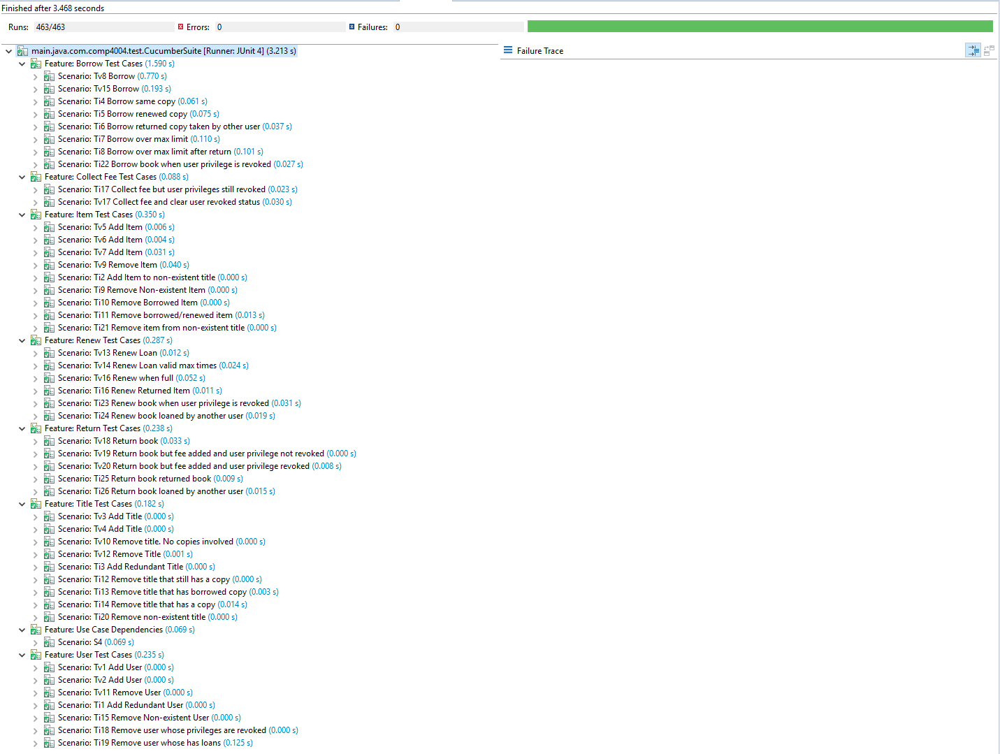 Finished after 3.468 seconds
Runs: 463/463 Errors: 0 Failures: 0
main.java.com.comp4004.test.CucumberSuite [Runner: JUnit 4] (3.213 s)
Failure Trace
Feature: Borrow Test Cases (1.590 s)
Scenario: Tv8 Borrow (0.770 s)
Scenario: Tv15 Borrow (0.193 s)
Scenario: Ti4 Borrow same copy (0.061 s)
Scenario: Ti5 Borrow renewed copy (0.075 s)
Scenario: Ti6 Borrow returned copy taken by other user (0.037 s)
Scenario: Ti7 Borrow over max limit (0.110 s)
Scenario: Ti8 Borrow over max limit after return (0.101 s)
Scenario: Ti22 Borrow book when user privilege is revoked (0.027 s)
Feature: Collect Fee Test Cases (0.088 s)
Scenario: Ti17 Collect fee but user privileges still revoked (0.023 s)
Scenario: Tv17 Collect fee and clear user revoked status (0.030 s)
Feature: Item Test Cases (0.350 s)
Scenario: Tv5 Add Item (0.006 s)
Scenario: Tv6 Add Item (0.004 s)
Scenario: Tv7 Add Item (0.031 s)
Scenario: Tv9 Remove Item (0.040 s)
Scenario: Ti2 Add Item to non-existent title (0.000 s)
Scenario: Ti9 Remove Non-existent Item (0.000 s)
Scenario: Ti10 Remove Borrowed Item (0.000 s)
Scenario: Ti11 Remove borrowed/renewed item (0.013 s)
Scenario: Ti21 Remove item from non-existent title (0.000 s)
Feature: Renew Test Cases (0.287 s)
Scenario: Tv13 Renew Loan (0.012 s)
Scenario: Tv14 Renew Loan valid max times (0.024 s)
Scenario: Tv16 Renew when full (0.052 s)
Scenario: Ti16 Renew Returned Item (0.011 s)
Scenario: Ti23 Renew book when user privilege is revoked (0.031 s)
Scenario: Ti24 Renew book loaned by another user (0.019 s)
Feature: Return Test Cases (0.238 s)
Scenario: Tv18 Return book (0.033 s)
Scenario: Tv19 Return book but fee added and user privilege not revoked (0.000 s)
Scenario: Tv20 Return book but fee added and user privilege revoked (0.008 s)
Scenario: Ti25 Return book returned book (0.009 s)
Scenario: Ti26 Return book loaned by another user (0.015 s)
Feature: Title Test Cases (0.182 s)
Scenario: Tv3 Add Title (0.000 s)
Scenario: Tv4 Add Title (0.000 s)
Scenario: Tv10 Remove title. No copies involved (0.000 s)
Scenario: Tv12 Remove Title (0.001 s)
Scenario: Ti3 Add Redundant Title (0.000 s)
Scenario: Ti12 Remove title that still has a copy (0.000 s)
Scenario: Ti13 Remove title that has borrowed copy (0.003 s)
Scenario: Ti14 Remove title that has a copy (0.014 s)
Scenario: Ti20 Remove non-existent title (0.000 s)
Feature: Use Case Dependencies (0.069 s)
Scenario: S4 (0.069 s)
Feature: User Test Cases (0.235 s)
Scenario: Tv1 Add User (0.000 s)
Scenario: Tv2 Add User (0.000 s)
Scenario: Tv11 Remove User (0.000 s)
Scenario: Ti1 Add Redundant User (0.000 s)
Scenario: Ti15 Remove Non-existent User (0.000 s)
Scenario: Ti18 Remove user whose privileges are revoked (0.000 s)
Scenario: Ti19 Remove user whose has loans (0.125 s)